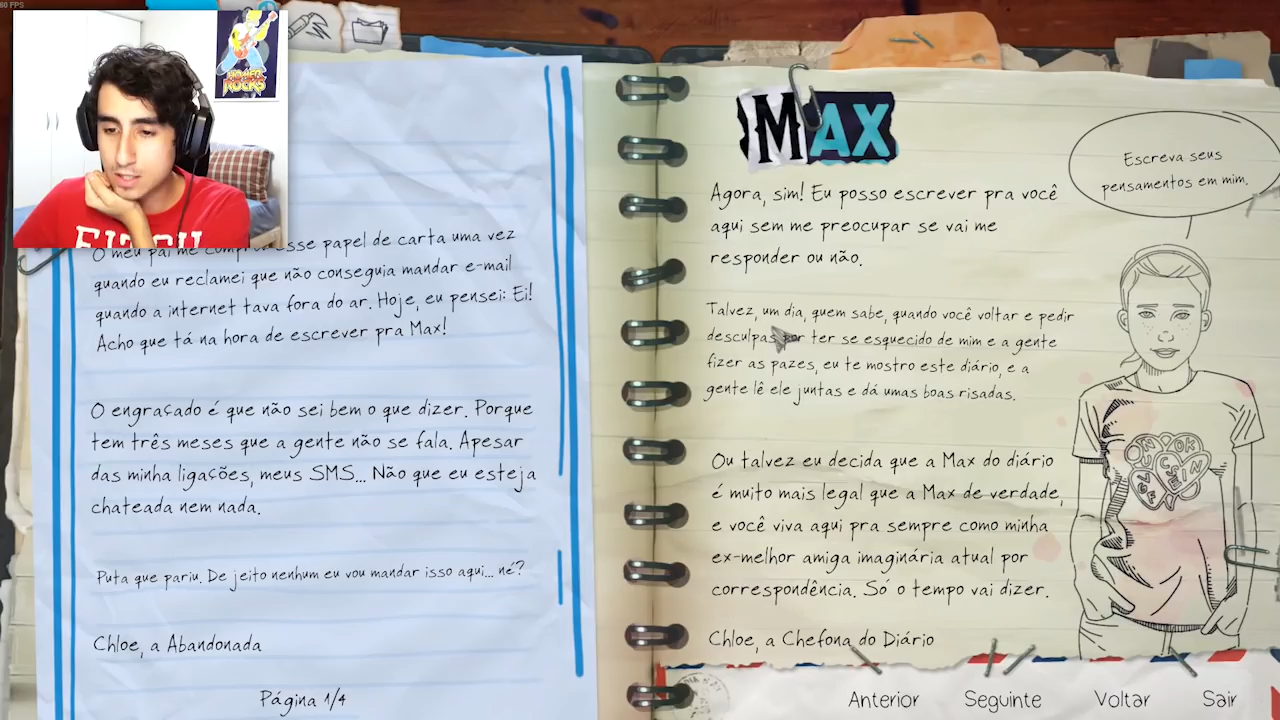 60 FPS
HOMER
ROCKS
O meu pai me comprou esse papel de carta uma vez
quando eu reclamei que não conseguia mandar e-mail
quando a internet tava fora do ar. Hoje, eu pensei: Ei!
Acho que tá na hora de escrever pra Max!
O engraçado é que não sei bem o que dizer. Porque
tem três meses que a gente não se fala. Apesar
das minha ligações, meus SMS... Não que eu esteja
chateada nem nada.
Puta que pariu. De jeito nenhum eu vou mandar isso aqui... né?
Chloe, a Abandonada
Página 1/4
MAX
Agora, sim! Eu posso escrever pra você
aqui sem me preocupar se vai me
responder ou não.
Talvez, um dia, quem sabe, quando você voltar e pedir
desculpas por ter se esquecido de mim e a gente
fizer as pazes, eu te mostro este diário, e a
gente lê ele juntas e dá umas boas risadas.
Ou talvez eu decida que a Max do diário
é muito mais legal que a Max de verdade,
e você viva aqui pra sempre como minha
ex-melhor amiga imaginária atual por
correspondência. Só o tempo vai dizer.
Chloe, a Chefona do Diário
Escreva seus
pensamentos em mim.
Anterior Seguinte Voltar Sair